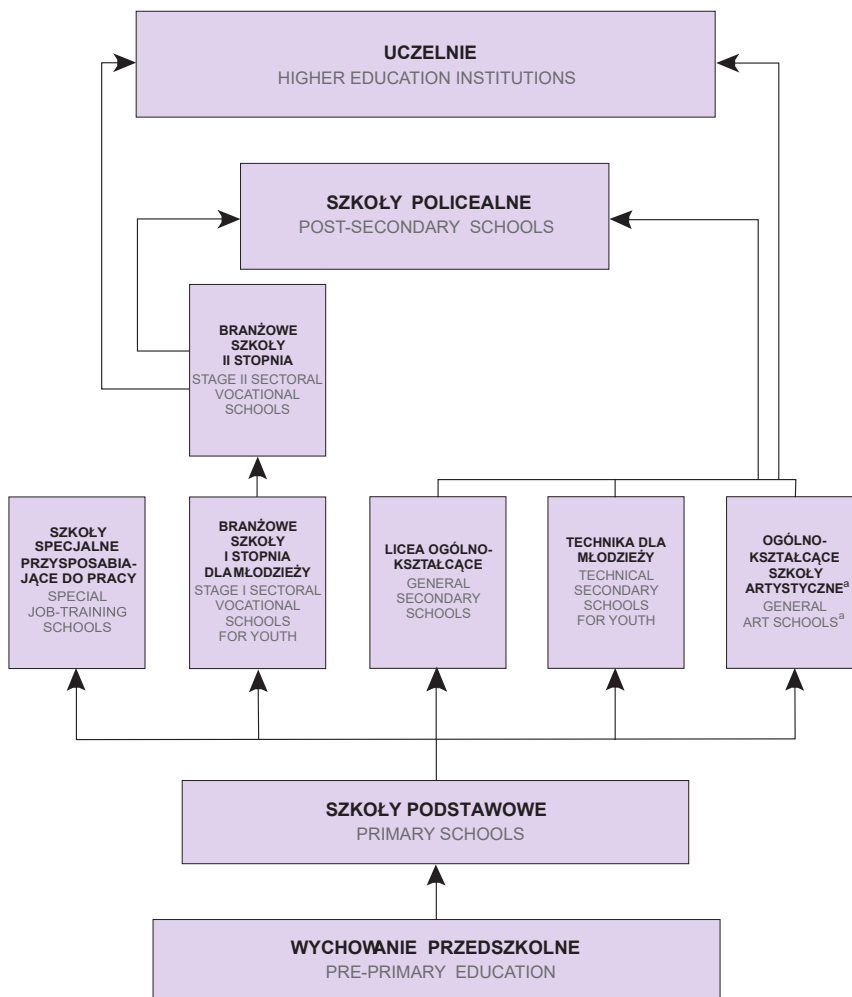 UCZELNIE
HIGHER EDUCATION INSTITUTIONS
SZKOŁY POLICEALNE
POST-SECONDARY SCHOOLS
BRANŻOWE
SZKOŁY
II STOPNIA
STAGE II SECTORAL
VOCATIONAL
SCHOOLS
SZKOŁY
SPECJALNE
PRZYSPOSABIA-
JĄCE DO PRACY
SPECIAL
JOB-TRAINING
SCHOOLS
BRANŻOWE
SZKOŁY
I STOPNIA
DLA MŁODZIEŻY
STAGE I SECTORAL
VOCATIONAL
SCHOOLS
FOR YOUTH
LICEA OGÓLNO-
KSZTAŁCĄCE
GENERAL
SECONDARY
SCHOOLS
TECHNIKA DLA
MŁODZIEŻY
TECHNICAL
SECONDARY
SCHOOLS
FOR YOUTH
OGÓLNO-
KSZTAŁCĄCE
SZKOŁY
ARTYSTYCZNEᵃ
GENERAL
ART SCHOOLSᵃ
SZKOŁY PODSTAWOWE
PRIMARY SCHOOLS
WYCHOWANIE PRZEDSZKOLNE
PRE-PRIMARY EDUCATION